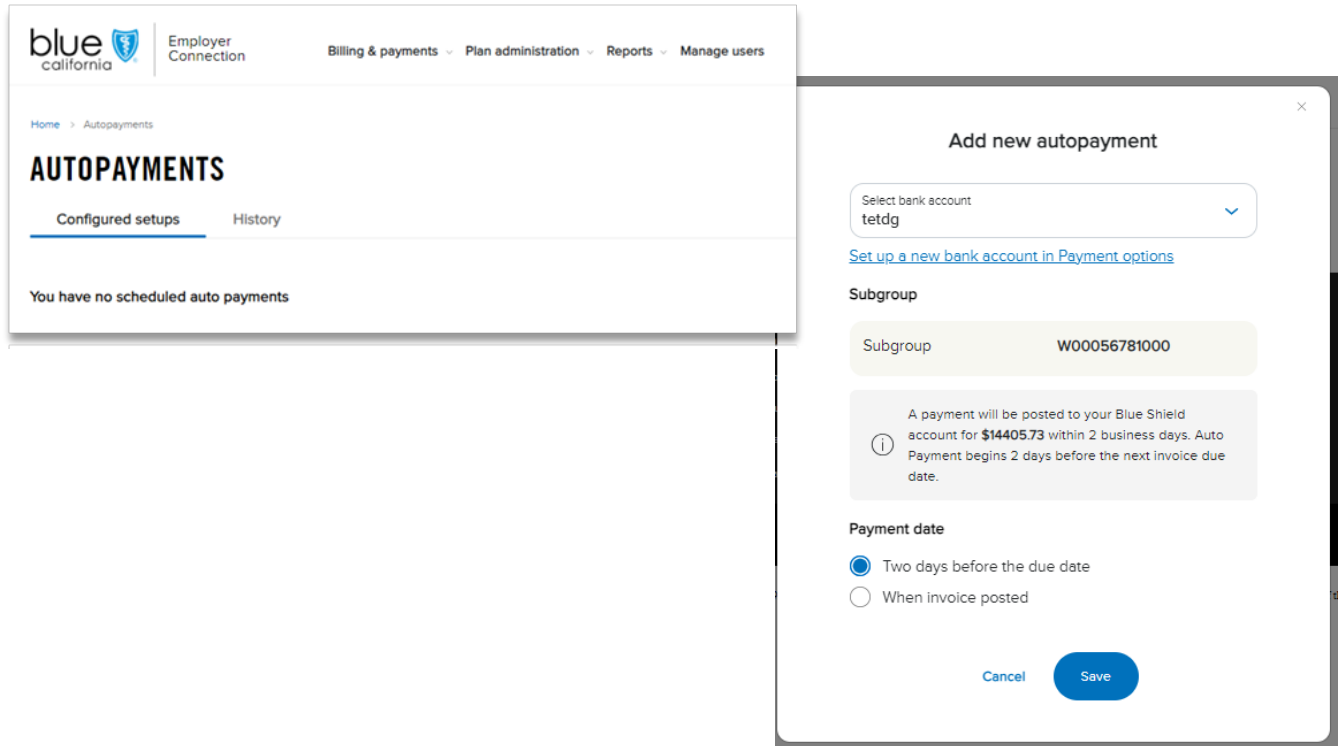 blue
california
Employer
Connection
Billing & payments
Plan administration
Reports
Manage users
Home > Autopayments
AUTOPAYMENTS
Configured setups
History
You have no scheduled auto payments
Add new autopayment
Select bank account
tetdg
Set up a new bank account in Payment options
Subgroup
Subgroup W00056781000
A payment will be posted to your Blue Shield
account for $14405.73 within 2 business days. Auto
Payment begins 2 days before the next invoice due
date.
Payment date
Two days before the due date
When invoice posted
Cancel
Save